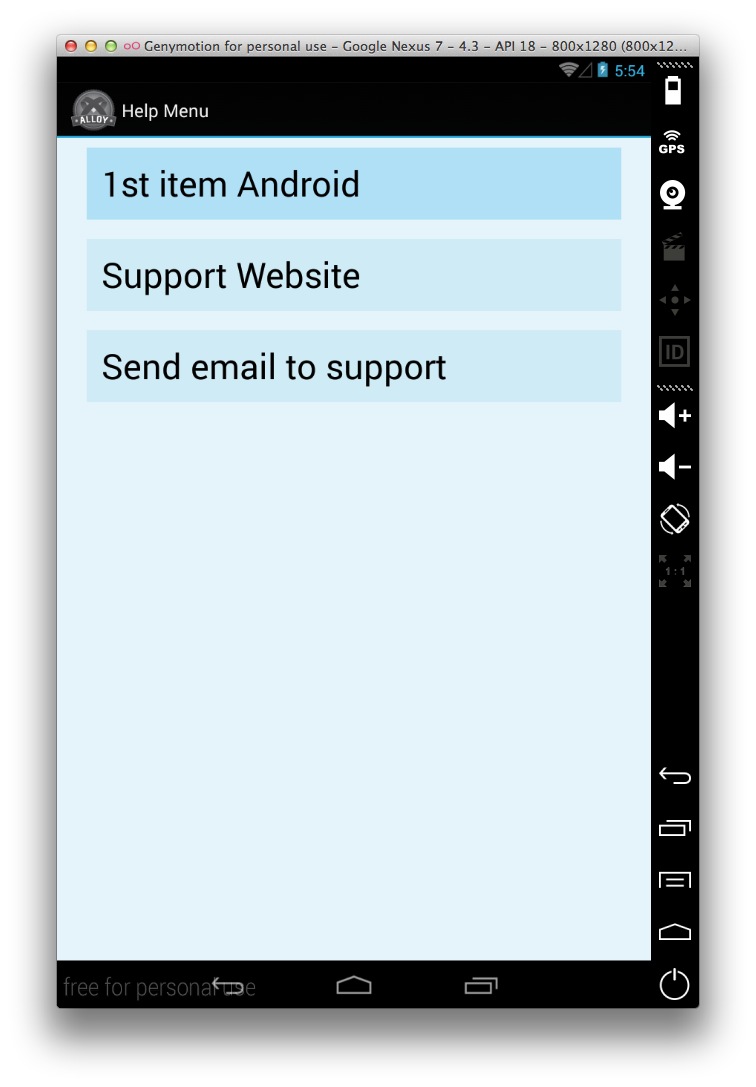 Genymotion for personal use – Google Nexus 7 – 4.3 – API 18 – 800x1280 (800x12...
5:54
ALLOY
Help Menu
GPS
1st item Android
Support Website
ID
Send email to support
1:1
free for personal use